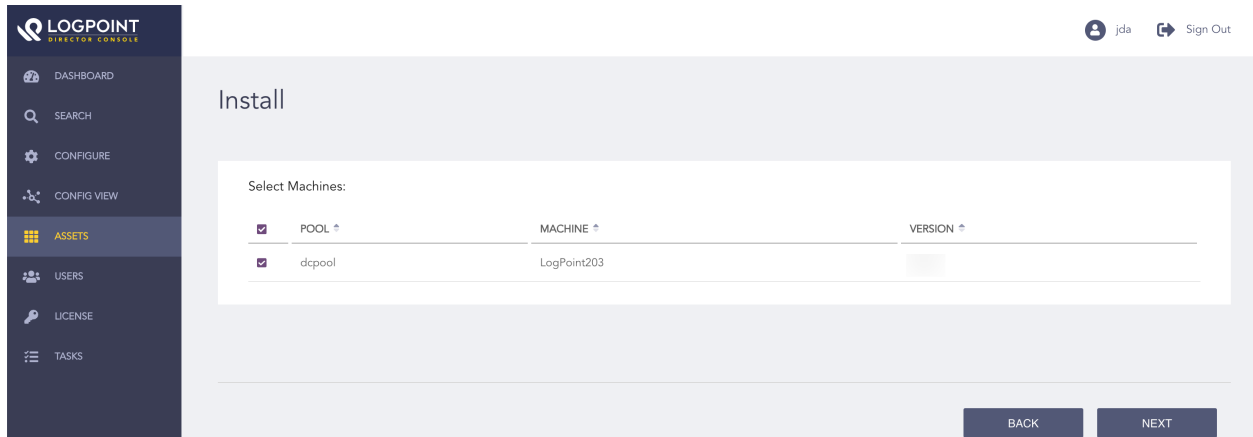 LOGPOINT
DIRECTOR CONSOLE
jda Sign Out
DASHBOARD
SEARCH
CONFIGURE
CONFIG VIEW
ASSETS
USERS
LICENSE
TASKS
Install
Select Machines:
POOL MACHINE VERSION
dcpool LogPoint203
BACK NEXT